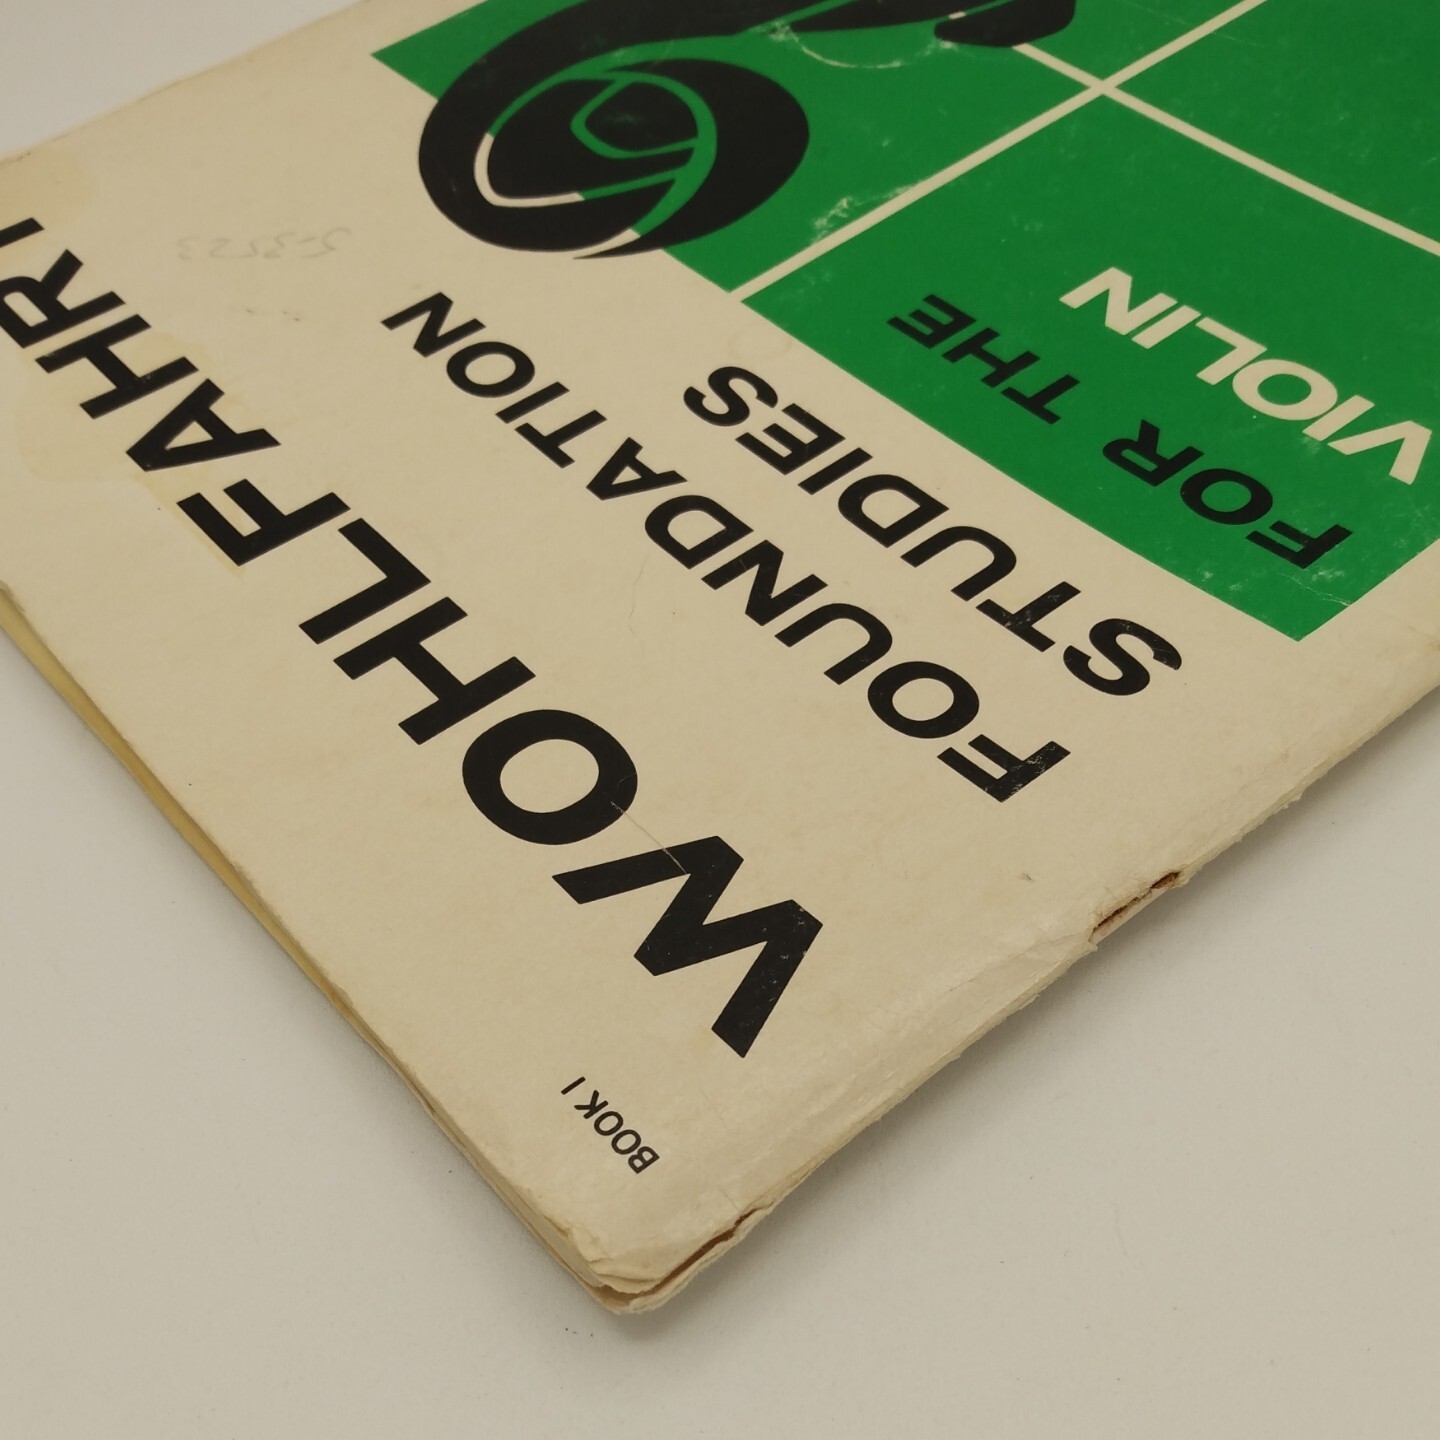 BOOK I
WOHLFAHRT
FOUNDATION
STUDIES
FOR THE
VIOLIN